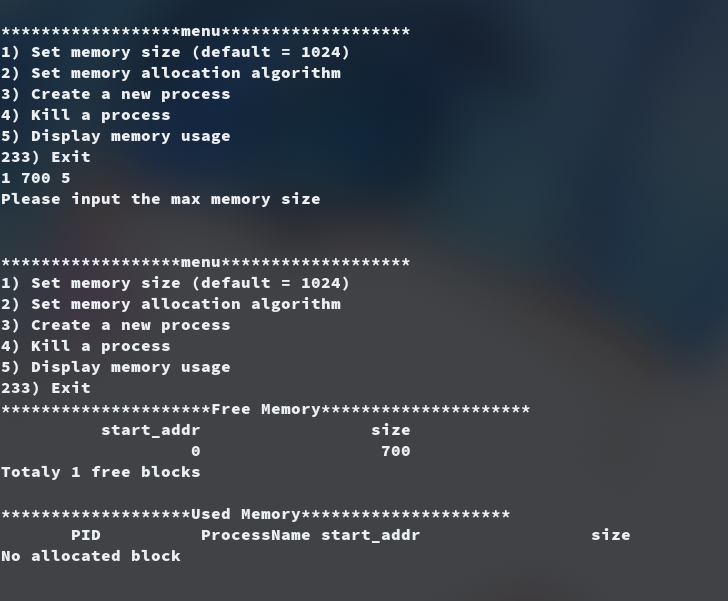 ******************menu*******************
1) Set memory size (default = 1024)
2) Set memory allocation algorithm
3) Create a new process
4) Kill a process
5) Display memory usage
233) Exit
1 700 5
Please input the max memory size
******************menu*******************
1) Set memory size (default = 1024)
2) Set memory allocation algorithm
3) Create a new process
4) Kill a process
5) Display memory usage
233) Exit
*********************Free Memory*********************
          start_addr                 size
                   0                  700
Totaly 1 free blocks
*******************Used Memory*********************
       PID          ProcessName start_addr                 size
No allocated block